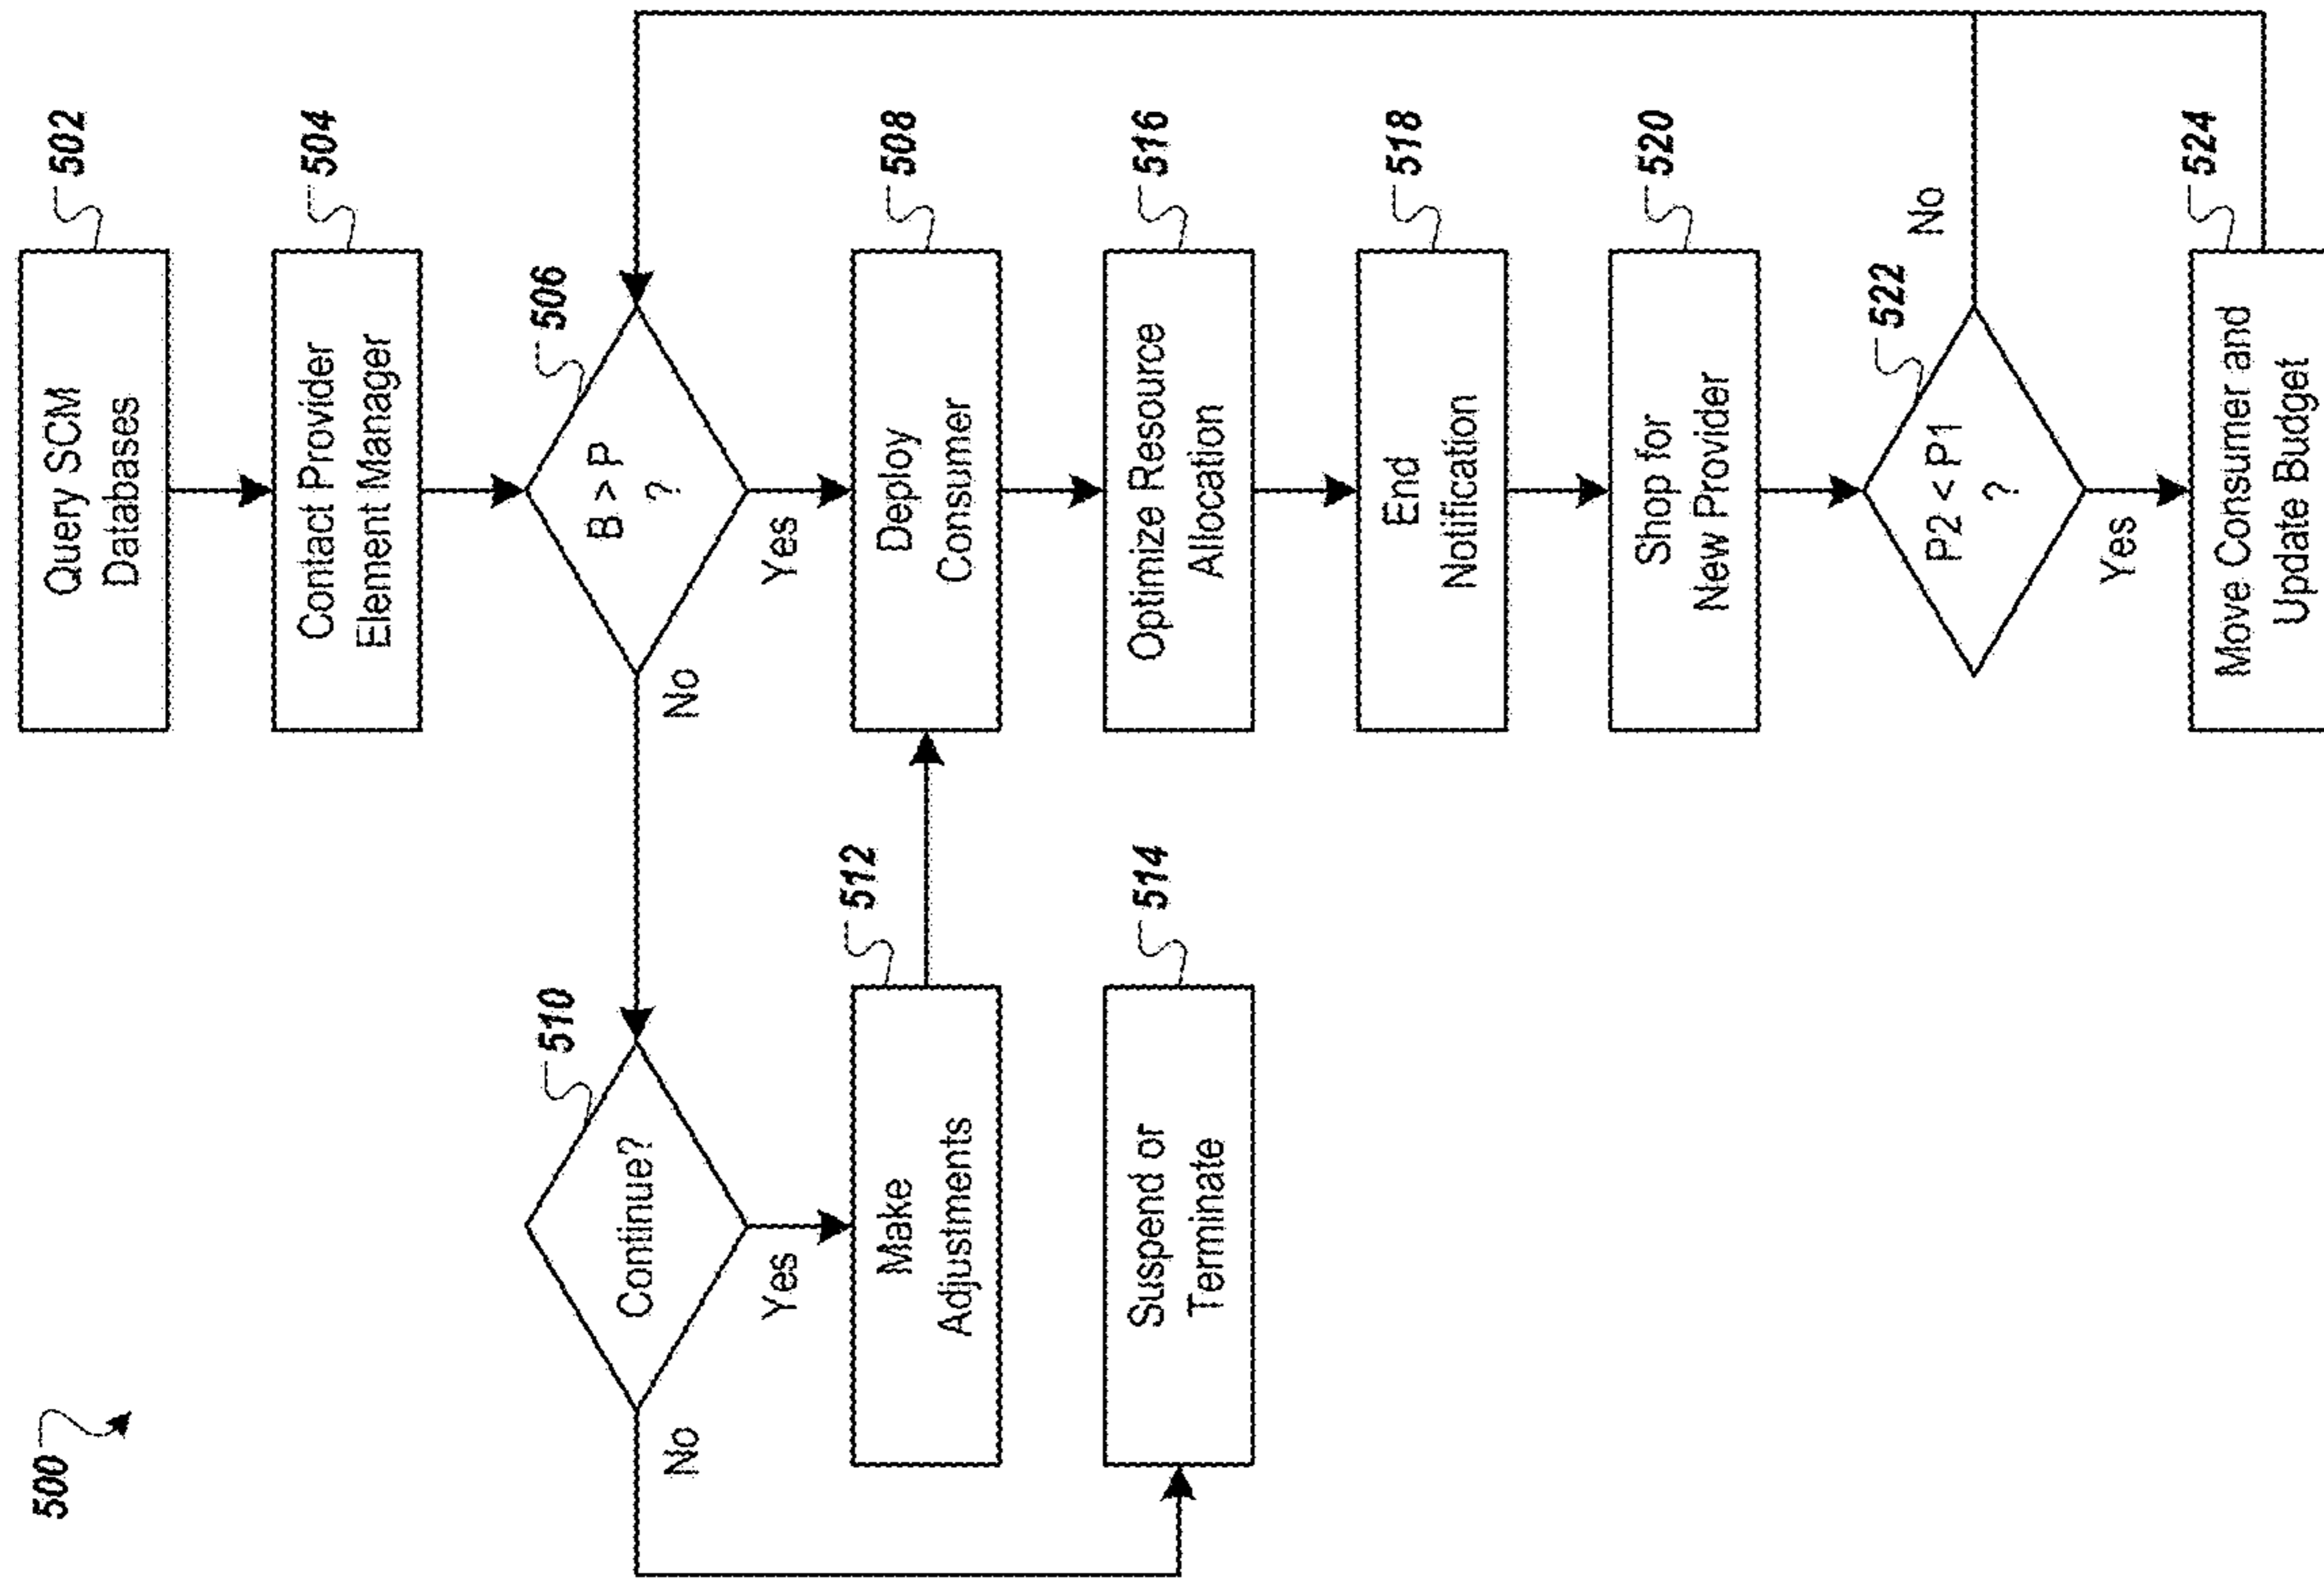 500
Query SCM
Databases
502
Contact Provider
Element Manager
504
B > P
?
506
No
Yes
Continue?
510
No
Yes
Make
Adjustments
512
Deploy
Consumer
508
Suspend or
Terminate
514
Optimize Resource
Allocation
516
End
Notification
518
Shop for
New Provider
520
P2 < P1
?
522
No
Yes
Move Consumer and
Update Budget
524